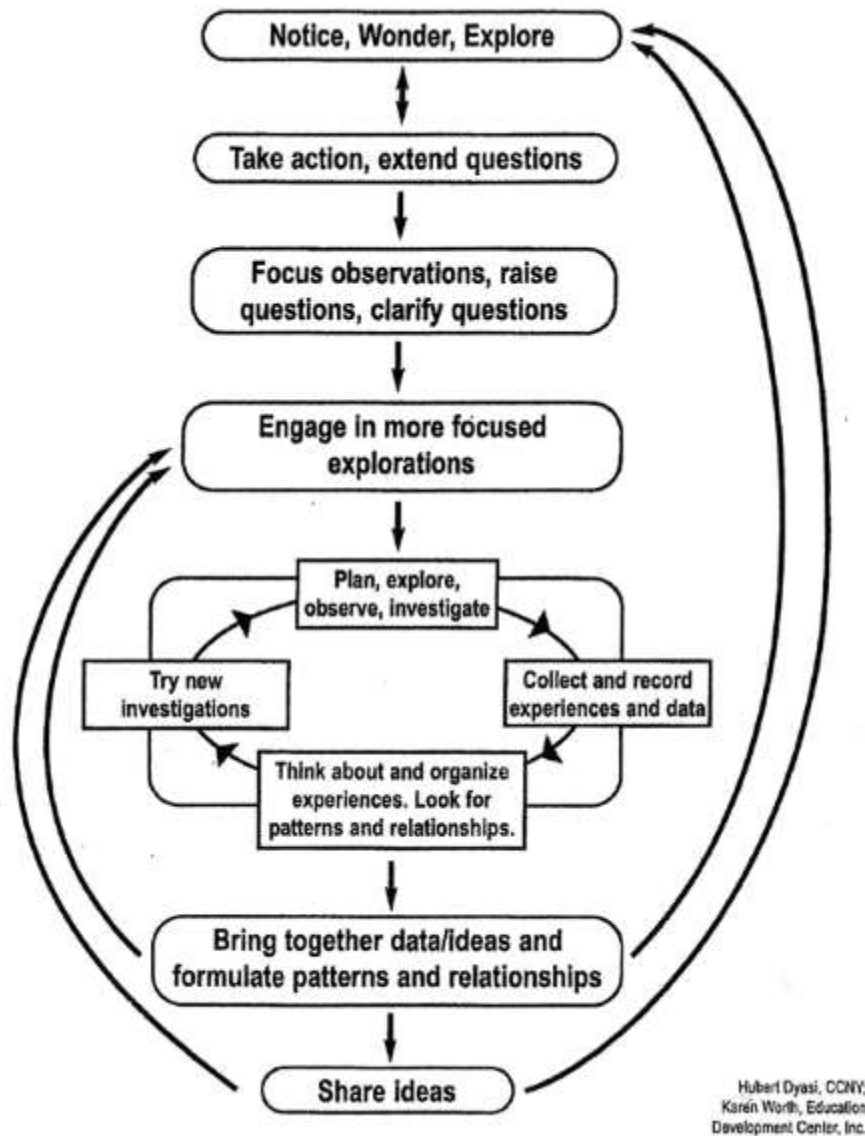 Notice, Wonder, Explore
Take action, extend questions
Focus observations, raise
questions, clarify questions
Engage in more focused
explorations
Plan, explore,
observe, investigate
Try new
investigations
Collect and record
experiences and data
Think about and organize
experiences. Look for
patterns and relationships.
Bring together data/ideas and
formulate patterns and relationships
Share ideas
Hubert Dyasi, CCNY;
Karen Worth, Education
Development Center, Inc.